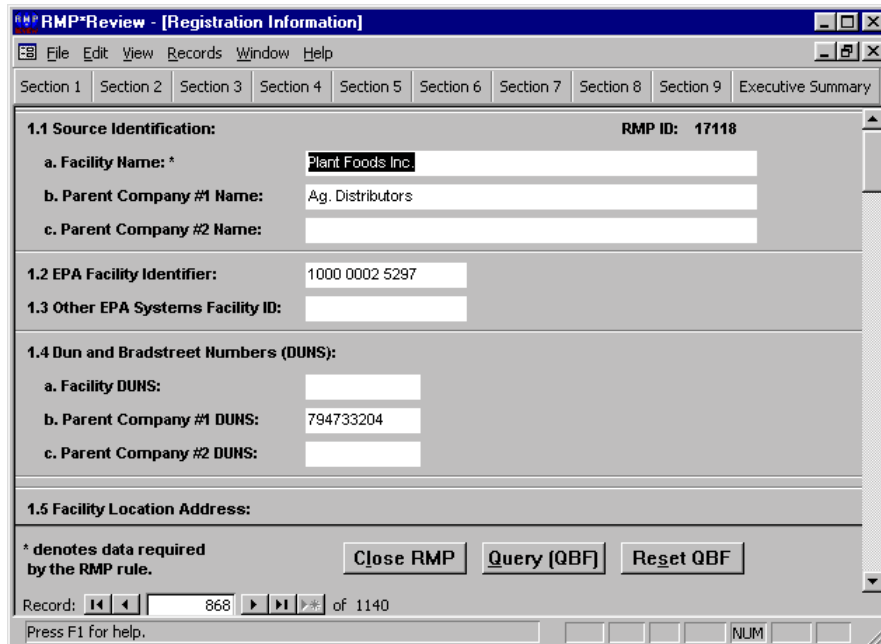 RMP*Review - [Registration Information]
File Edit View Records Window Help
Section 1 Section 2 Section 3 Section 4 Section 5 Section 6 Section 7 Section 8 Section 9 Executive Summary
1.1 Source Identification: RMP ID: 17118
a. Facility Name: * Plant Foods Inc.
b. Parent Company #1 Name: Ag. Distributors
c. Parent Company #2 Name:
1.2 EPA Facility Identifier: 1000 0002 5297
1.3 Other EPA Systems Facility ID:
1.4 Dun and Bradstreet Numbers (DUNS):
a. Facility DUNS:
b. Parent Company #1 DUNS: 794733204
c. Parent Company #2 DUNS:
1.5 Facility Location Address:
* denotes data required
by the RMP rule.
Close RMP Query (QBF) Reset QBF
Record: 868 of 1140
Press F1 for help. NUM